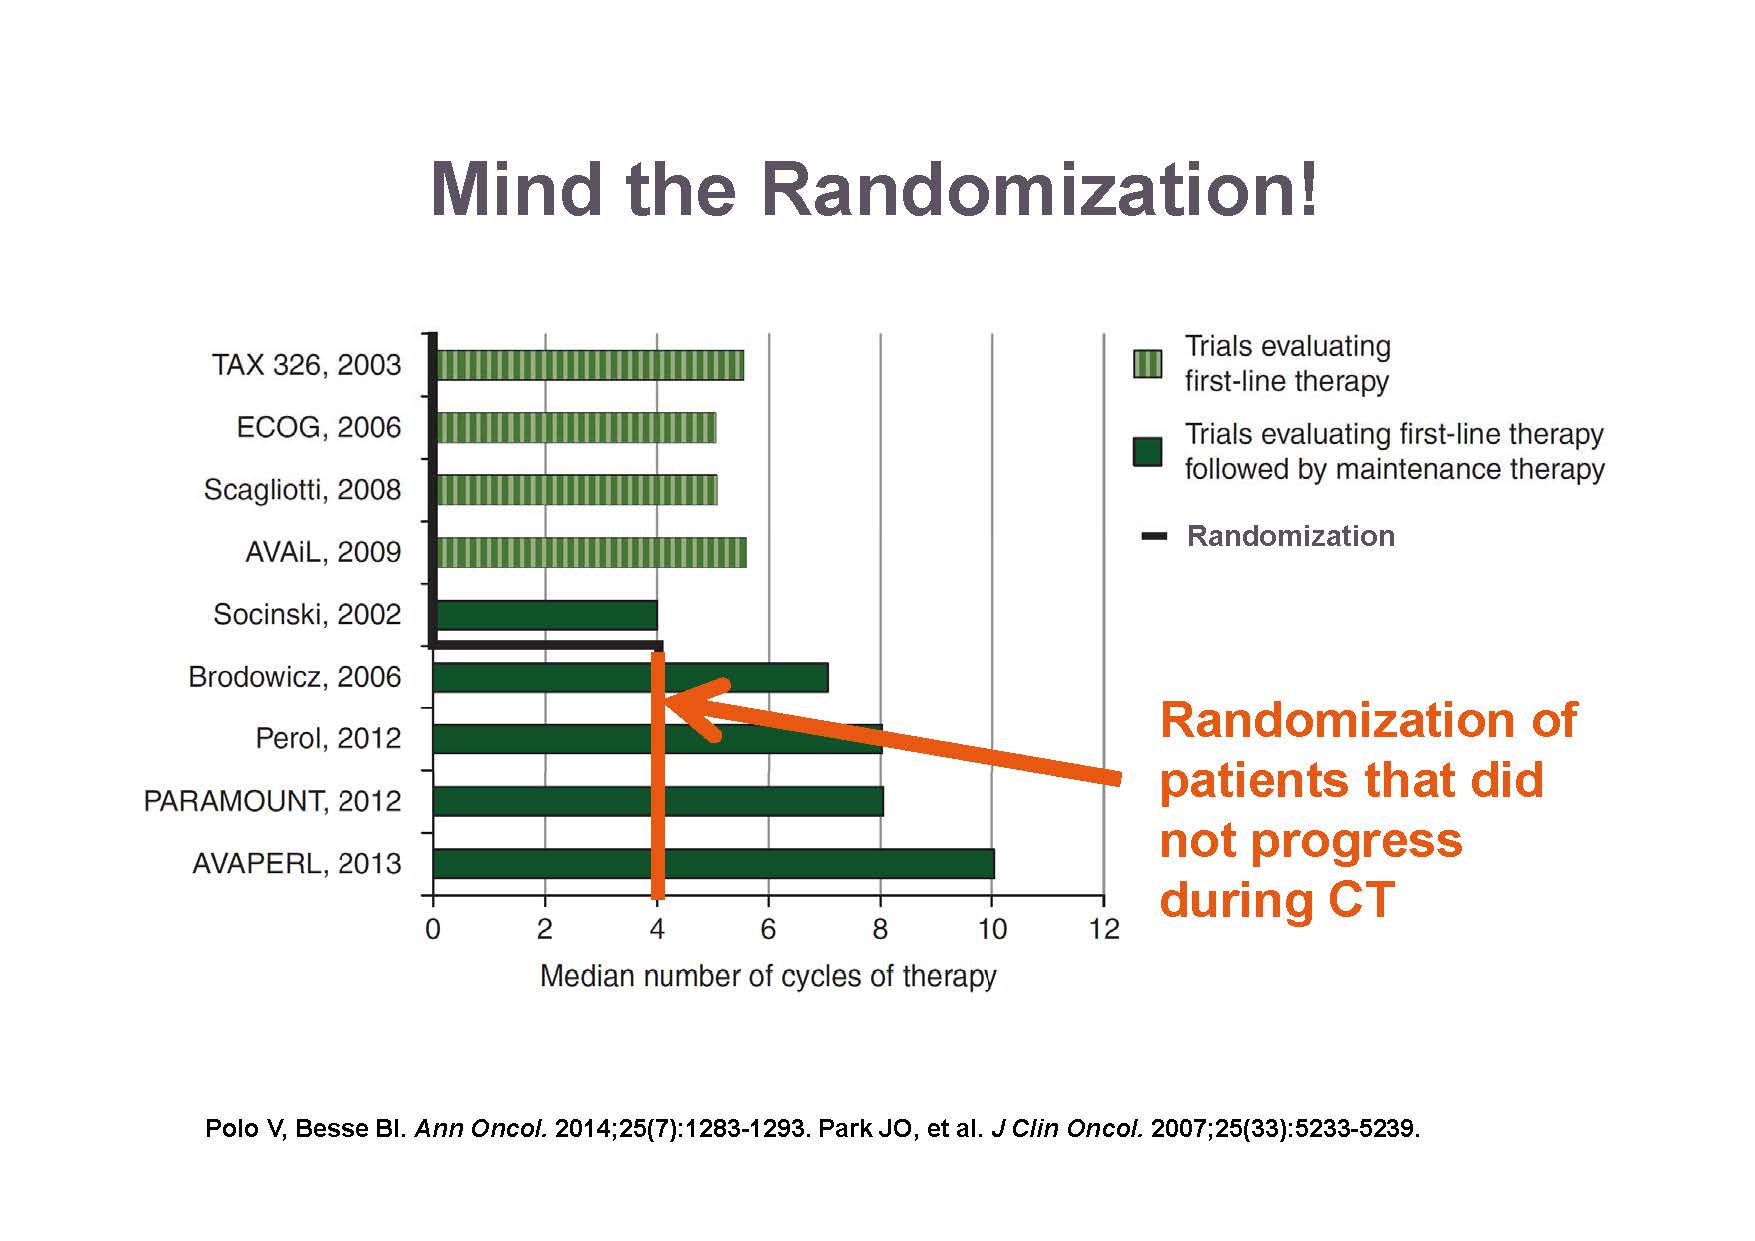 Mind the Randomization!
TAX 326, 2003
ECOG, 2006
Scagliotti, 2008
AVAiL, 2009
Socinski, 2002
Brodowicz, 2006
Perol, 2012
PARAMOUNT, 2012
AVAPERL, 2013
0 2 4 6 8 10 12
Median number of cycles of therapy
Trials evaluating
first-line therapy
Trials evaluating first-line therapy
followed by maintenance therapy
Randomization
Randomization of
patients that did
not progress
during CT
Polo V, Besse BI. Ann Oncol. 2014;25(7):1283-1293. Park JO, et al. J Clin Oncol. 2007;25(33):5233-5239.